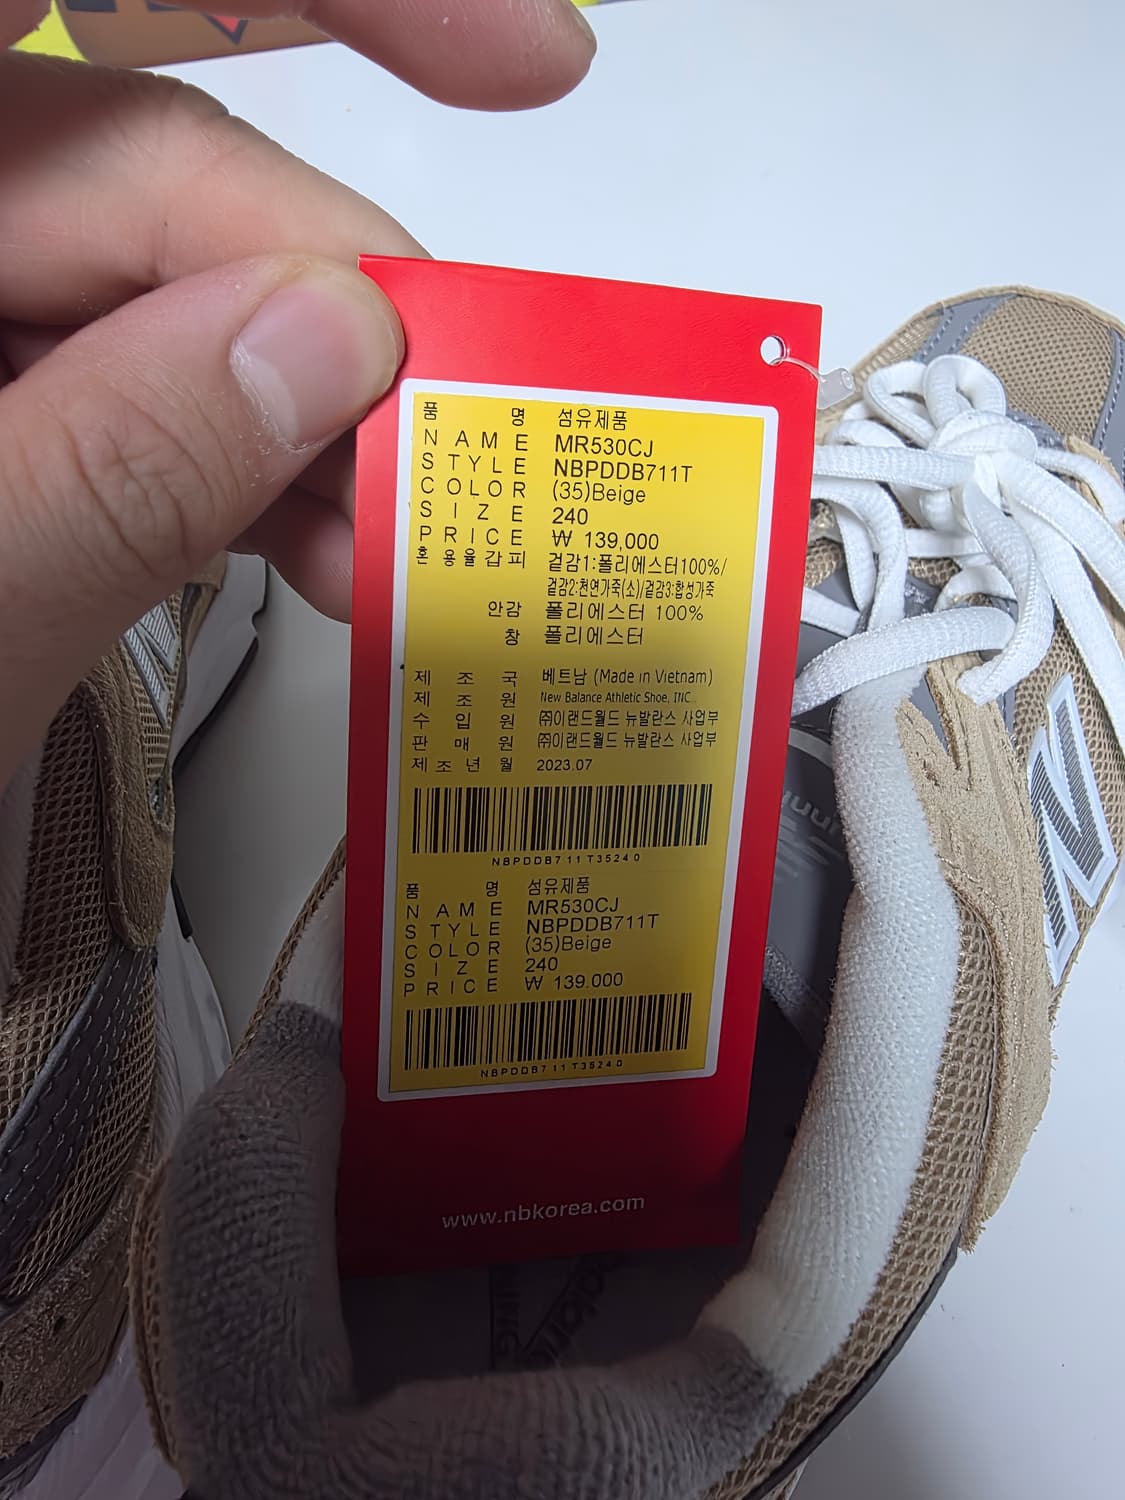 품 명 섬유제품
NAME MR530CJ
STYLE NBPDDB711T
COLOR (35)Beige
SIZE 240
PRICE ₩ 139,000
혼 용율갑피 겉감1:폴리에스터100%/
겉감2:천연가죽(소)/겉감3:합성가죽
안감 폴리에스터 100%
창 폴리에스터
제 조 국 베트남 (Made in Vietnam)
제 조 원 New Balance Athletic Shoe, INC.
수 입 원 ㈜이랜드월드 뉴발란스 사업부
판 매 원 ㈜이랜드월드 뉴발란스 사업부
제 조 년 월 2023.07
NBPDDB711T35240
품 명 섬유제품
NAME MR530CJ
STYLE NBPDDB711T
COLOR (35)Beige
SIZE 240
PRICE ₩ 139.000
NBPDDB711T35240
www.nbkorea.com
N